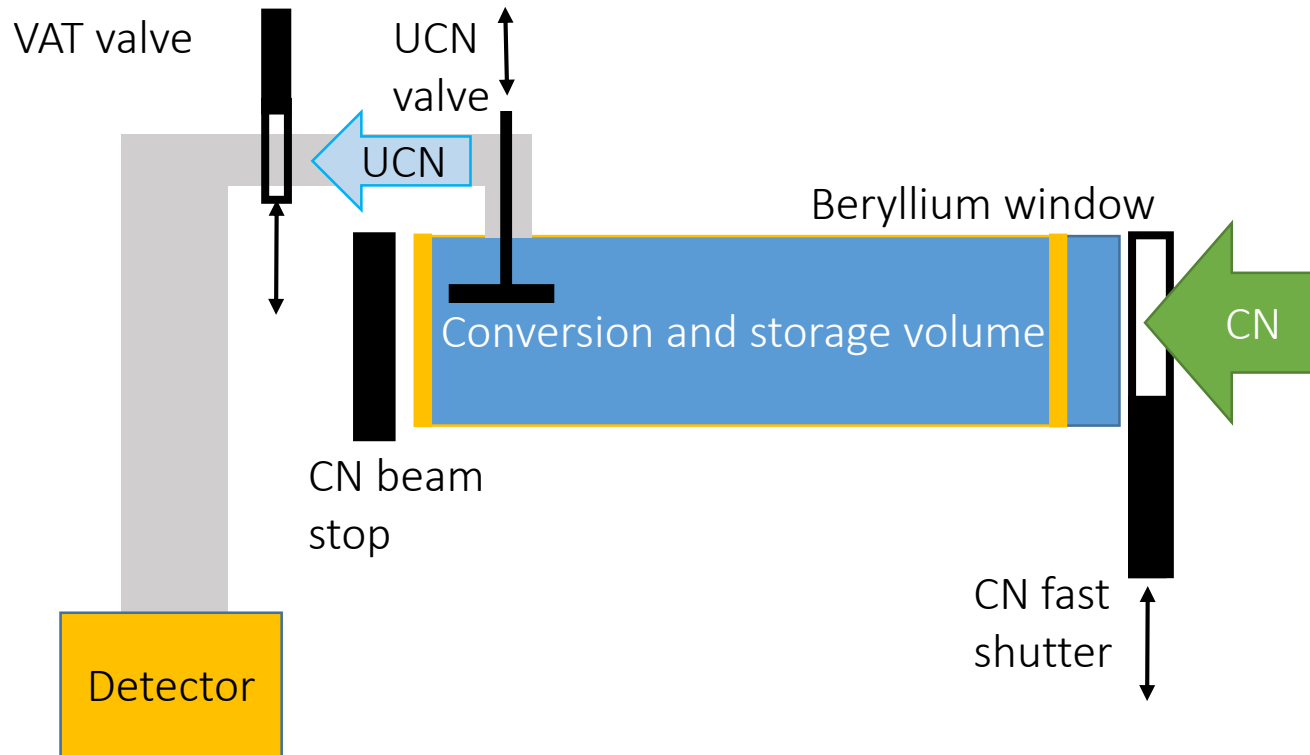 VAT valve
UCN
valve
UCN
Beryllium window
Conversion and storage volume
CN
CN beam
stop
CN fast
shutter
Detector